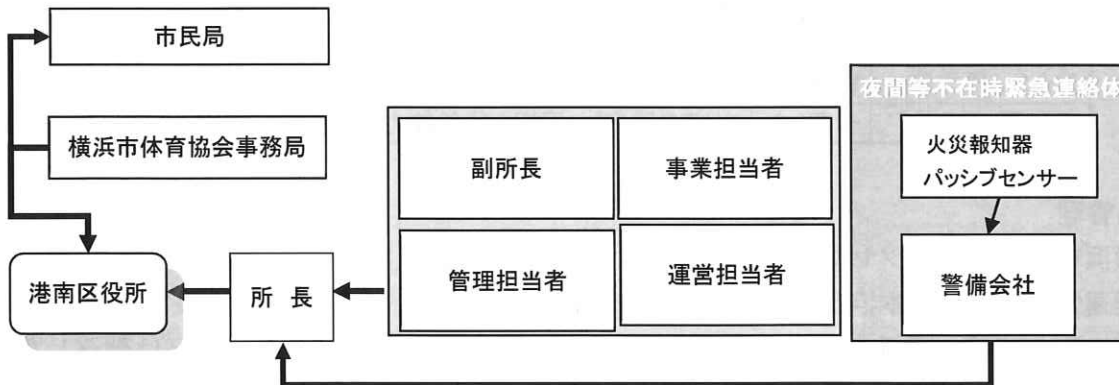 市民局
横浜市体育協会事務局
港南区役所
所 長
副所長
事業担当者
管理担当者
運営担当者
夜間等不在時緊急連絡体
火災報知器
パッシブセンサー
警備会社